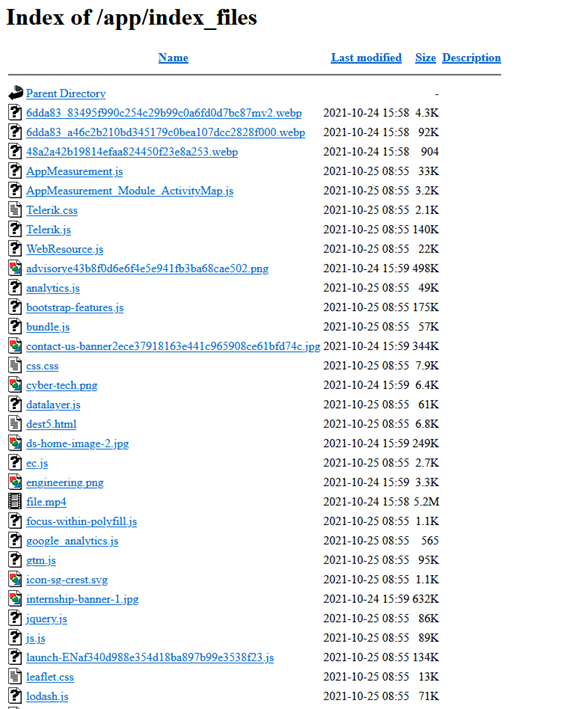 Index of /app/index_files
Name Last modified Size Description
Parent Directory -
6dda83_83495f990c254c29b99c0a6fd0d7bc87mv2.webp 2021-10-24 15:58 4.3K
6dda83_a46c2b210bd345179c0bea107dcc2828f000.webp 2021-10-24 15:58 92K
48a2a42b19814efaa824450f23e8a253.webp 2021-10-24 15:58 904
AppMeasurement.js 2021-10-25 08:55 33K
AppMeasurement_Module_ActivityMap.js 2021-10-25 08:55 3.2K
Telerik.css 2021-10-25 08:55 2.1K
Telerik.js 2021-10-25 08:55 140K
WebResource.js 2021-10-25 08:55 22K
advisorye43b8f0d6e6f4e5e941fb3ba68cae502.png 2021-10-24 15:59 498K
analytics.js 2021-10-25 08:55 49K
bootstrap-features.js 2021-10-25 08:55 175K
bundle.js 2021-10-25 08:55 57K
contact-us-banner2ece37918163e441c965908ce61bfd74c.jpg 2021-10-24 15:59 344K
css.css 2021-10-25 08:55 7.9K
cyber-tech.png 2021-10-24 15:59 6.4K
datalayer.js 2021-10-25 08:55 61K
dest5.html 2021-10-25 08:55 6.8K
ds-home-image-2.jpg 2021-10-24 15:59 249K
ec.js 2021-10-25 08:55 2.7K
engineering.png 2021-10-24 15:59 3.3K
file.mp4 2021-10-24 15:58 5.2M
focus-within-polyfill.js 2021-10-25 08:55 1.1K
google_analytics.js 2021-10-25 08:55 565
gtm.js 2021-10-25 08:55 95K
icon-sg-crest.svg 2021-10-25 08:55 1.1K
internship-banner-1.jpg 2021-10-24 15:59 632K
jquery.js 2021-10-25 08:55 86K
js.js 2021-10-25 08:55 89K
launch-ENaf340d988e354d18ba897b99e3538f23.js 2021-10-25 08:55 134K
leaflet.css 2021-10-25 08:55 13K
lodash.js 2021-10-25 08:55 71K